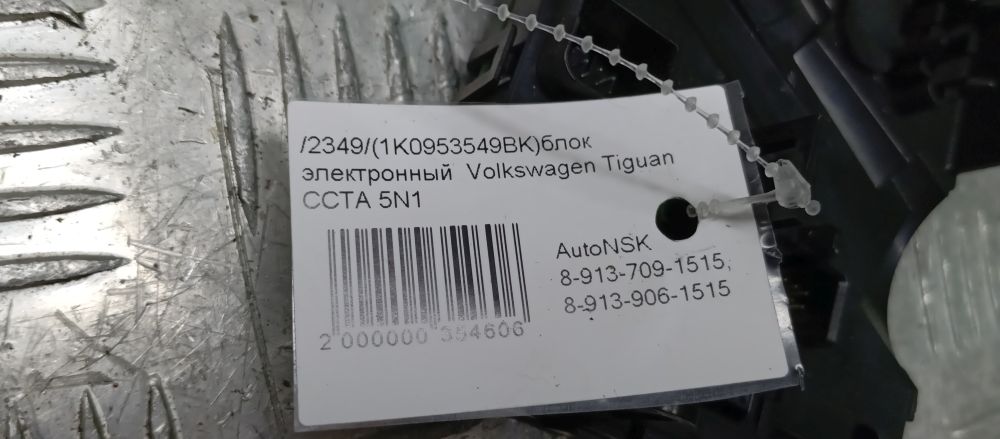 /2349/(1K0953549BK)блок
электронный Volkswagen Tiguan
CCTA 5N1
AutoNSK
8-913-709-1515,
8-913-906-1515
2 000000 354606